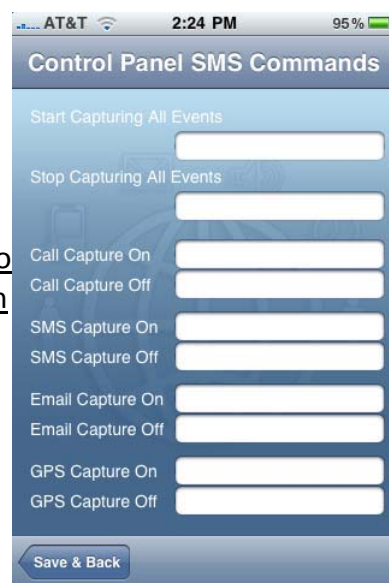 AT&T 2:24 PM 95%
Control Panel SMS Commands
Start Capturing All Events
Stop Capturing All Events
o
Call Capture On
n
Call Capture Off
SMS Capture On
SMS Capture Off
Email Capture On
Email Capture Off
GPS Capture On
GPS Capture Off
Save & Back